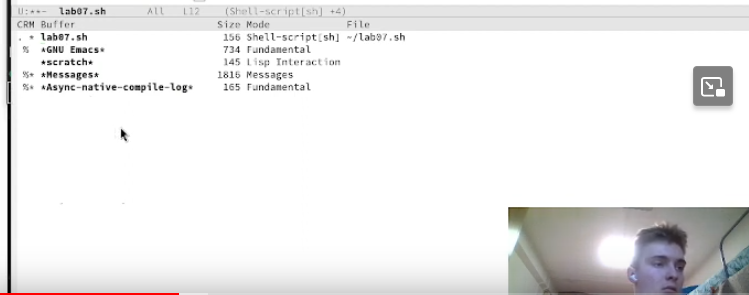 U:**-  lab07.sh      All   L12    (Shell-script[sh] +4)
CRM Buffer                Size Mode             File
. * lab07.sh               156 Shell-script[sh] ~/lab07.sh
 %  *GNU Emacs*            734 Fundamental
    *scratch*              145 Lisp Interaction
 %* *Messages*            1816 Messages
 %* *Async-native-compile-log*     165 Fundamental